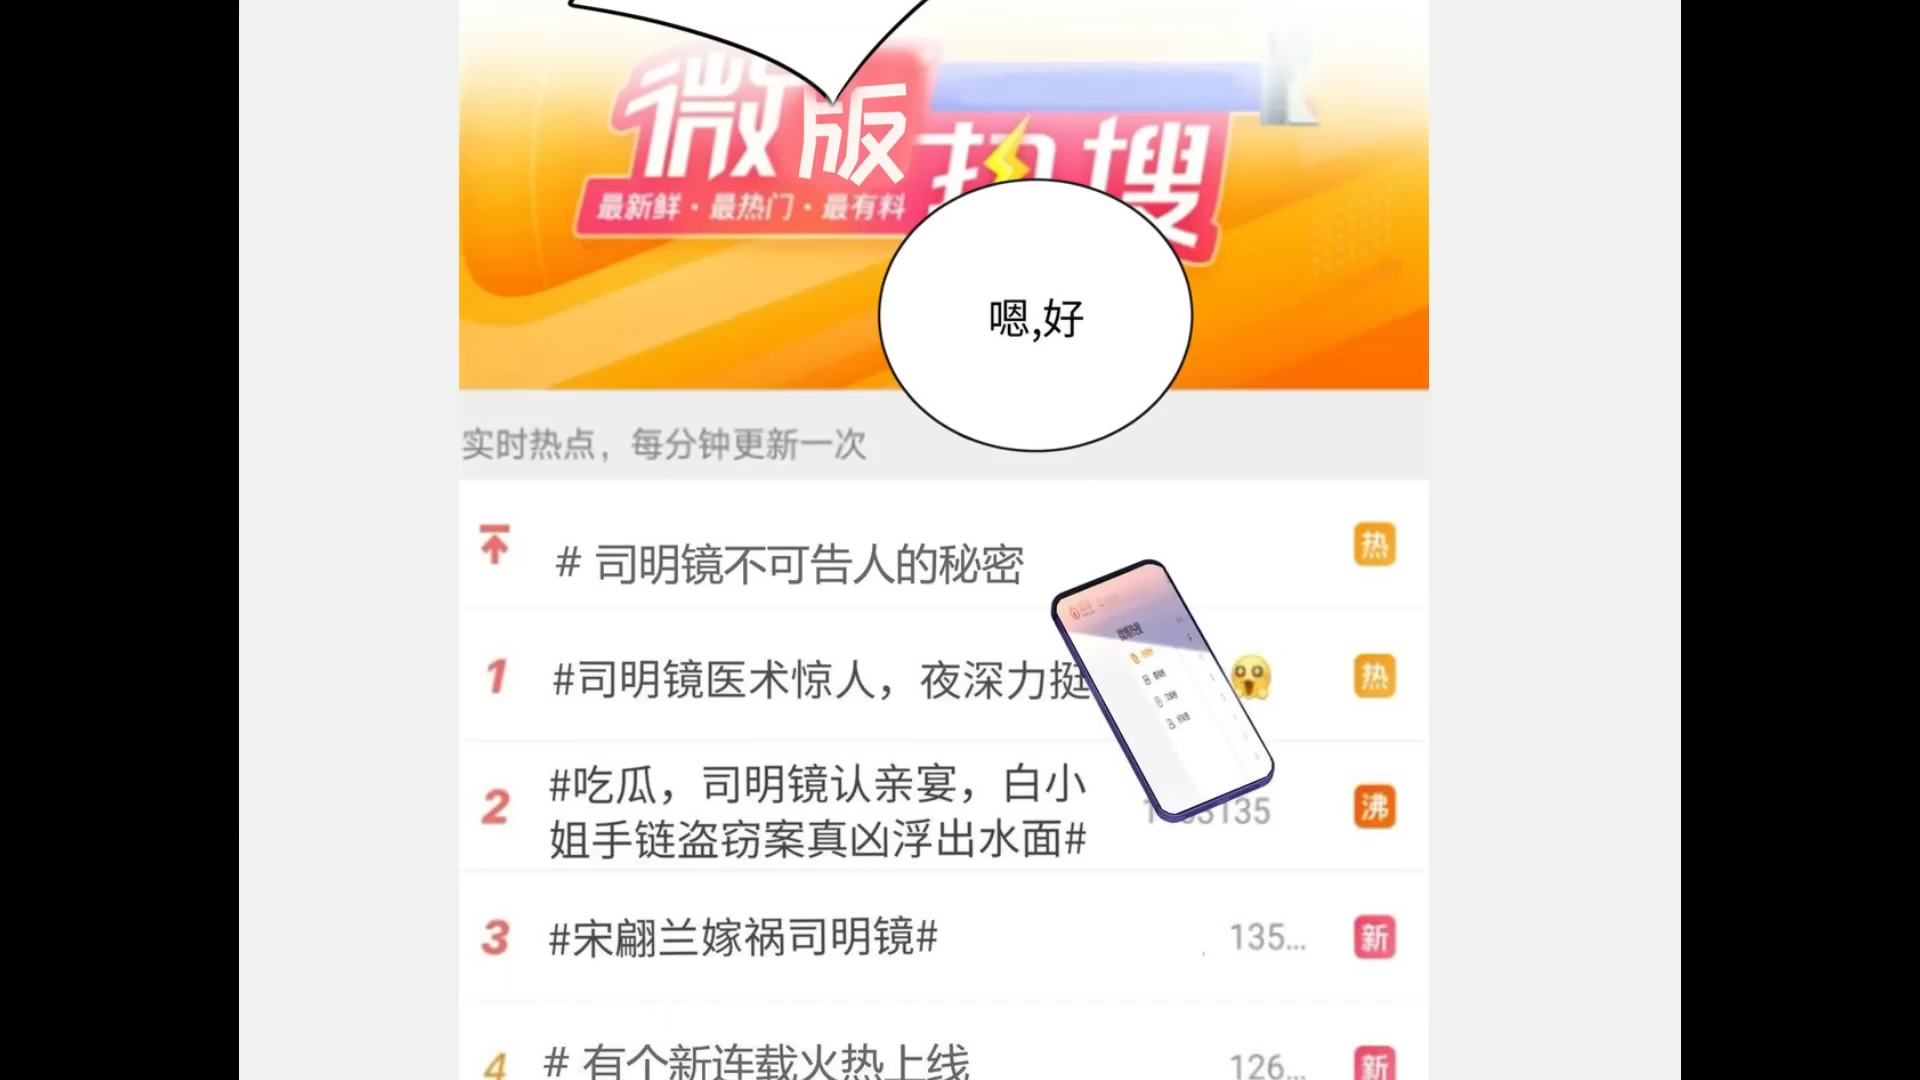 微版热搜
最新鲜·最热门·最有料
嗯,好
实时热点，每分钟更新一次
# 司明镜不可告人的秘密
热
1
#司明镜医术惊人，夜深力挺
热
2
#吃瓜，司明镜认亲宴，白小
姐手链盗窃案真凶浮出水面#
沸
3
#宋翩兰嫁祸司明镜#
135...
新
4
# 有个新连载火热上线
126...
新